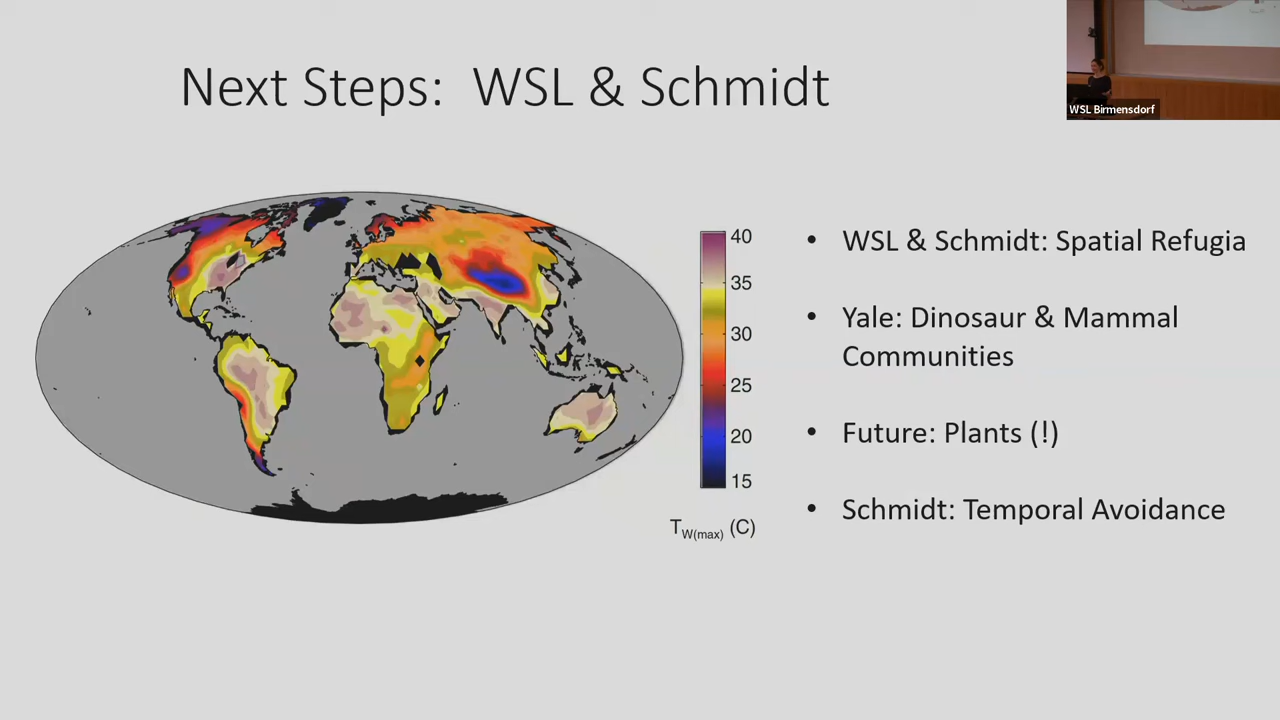 Next Steps: WSL & Schmidt
WSL Birmensdorf
40
35
30
25
20
15
TW(max) (C)
• WSL & Schmidt: Spatial Refugia
• Yale: Dinosaur & Mammal
Communities
• Future: Plants (!)
• Schmidt: Temporal Avoidance